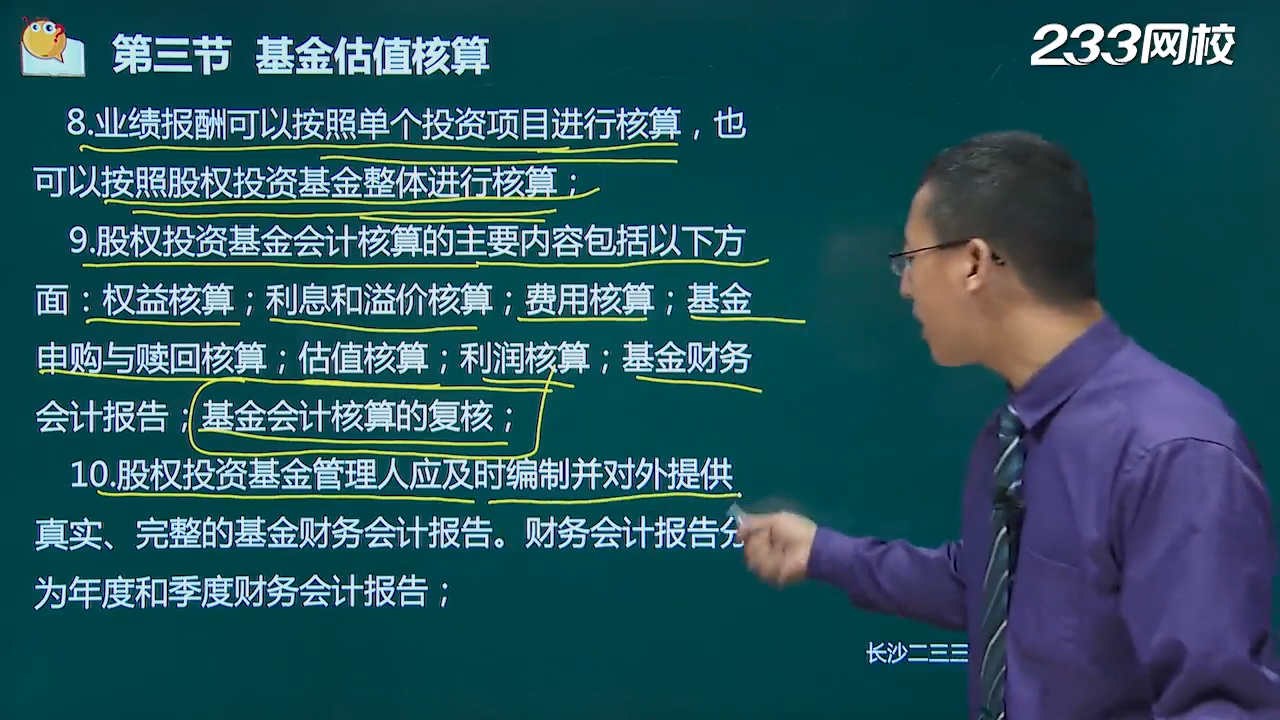 第三节 基金估值核算
233网校
8.业绩报酬可以按照单个投资项目进行核算，也
可以按照股权投资基金整体进行核算；
9.股权投资基金会计核算的主要内容包括以下方
面：权益核算；利息和溢价核算；费用核算；基金
申购与赎回核算；估值核算；利润核算；基金财务
会计报告；基金会计核算的复核；
10.股权投资基金管理人应及时编制并对外提供
真实、完整的基金财务会计报告。财务会计报告分
为年度和季度财务会计报告；
长沙二三三